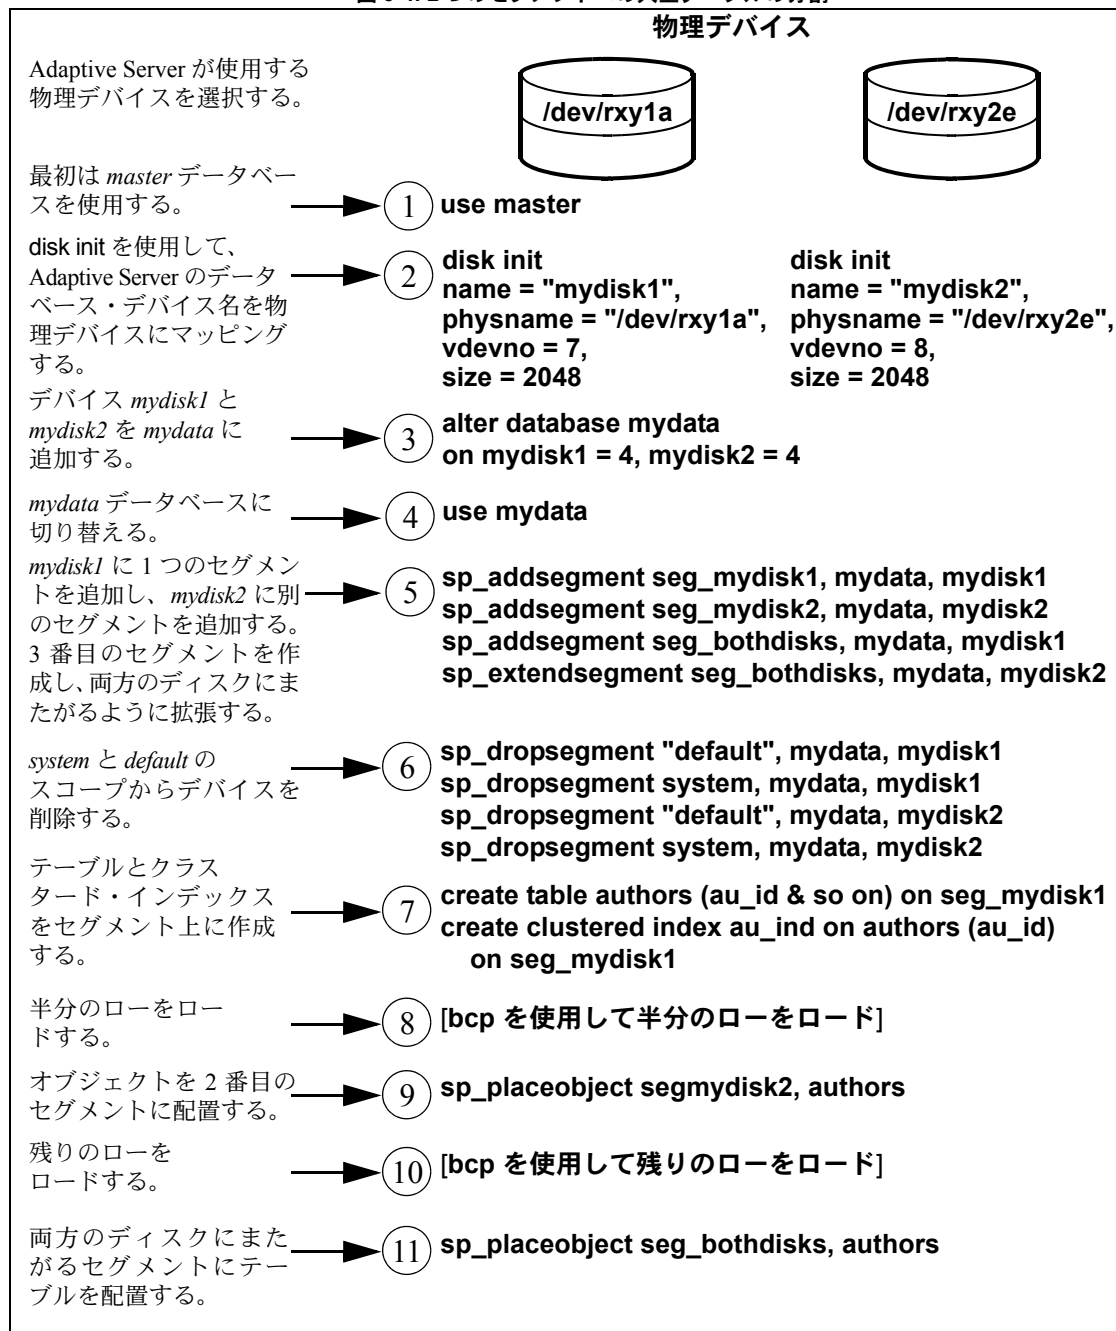 物理デバイス
Adaptive Server が使用する
物理デバイスを選択する。
/dev/rxy1a
/dev/rxy2e
最初は master データベー
スを使用する。
1
use master
disk init を使用して、
Adaptive Server のデータ
ベース・デバイス名を物
理デバイスにマッピング
する。
2
disk init
name = "mydisk1",
physname = "/dev/rxy1a",
vdevno = 7,
size = 2048
disk init
name = "mydisk2",
physname = "/dev/rxy2e",
vdevno = 8,
size = 2048
デバイス mydisk1 と
mydisk2 を mydata に
追加する。
3
alter database mydata
on mydisk1 = 4, mydisk2 = 4
mydata データベースに
切り替える。
4
use mydata
mydisk1 に 1 つのセグメン
トを追加し、mydisk2 に別
のセグメントを追加する。
3 番目のセグメントを作
成し、両方のディスクにま
たがるように拡張する。
5
sp_addsegment seg_mydisk1, mydata, mydisk1
sp_addsegment seg_mydisk2, mydata, mydisk2
sp_addsegment seg_bothdisks, mydata, mydisk1
sp_extendsegment seg_bothdisks, mydata, mydisk2
system と default の
スコープからデバイスを
削除する。
6
sp_dropsegment "default", mydata, mydisk1
sp_dropsegment system, mydata, mydisk1
sp_dropsegment "default", mydata, mydisk2
sp_dropsegment system, mydata, mydisk2
テーブルとクラス
タード・インデックス
をセグメント上に作成
する。
7
create table authors (au_id & so on) on seg_mydisk1
create clustered index au_ind on authors (au_id)
on seg_mydisk1
半分のローをロー
ドする。
8
[bcp を使用して半分のローをロード]
オブジェクトを 2 番目の
セグメントに配置する。
9
sp_placeobject segmydisk2, authors
残りのローを
ロードする。
10
[bcp を使用して残りのローをロード]
両方のディスクにまた
がるセグメントにテー
ブルを配置する。
11
sp_placeobject seg_bothdisks, authors